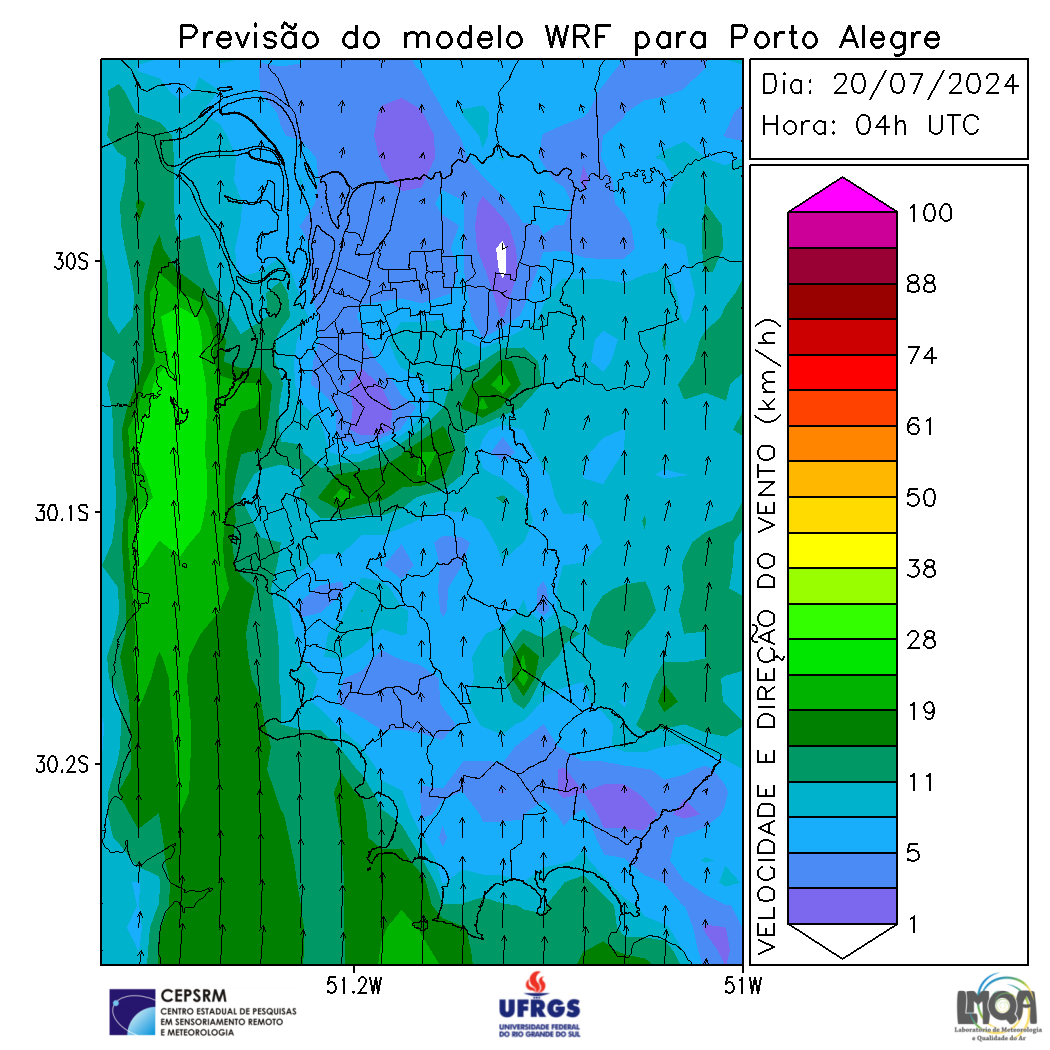 Previsão do modelo WRF para Porto Alegre
Dia: 20/07/2024
Hora: 04h UTC
30S
30.1S
30.2S
51.2W
51W
VELOCIDADE E DIREÇÃO DO VENTO (km/h)
100
88
74
61
50
38
28
19
11
5
1
CEPSRM
CENTRO ESTADUAL DE PESQUISAS
EM SENSORIAMENTO REMOTO
E METEOROLOGIA
UFRGS
UNIVERSIDADE FEDERAL
DO RIO GRANDE DO SUL
LMQA
Laboratório de Meteorologia
e Qualidade do Ar